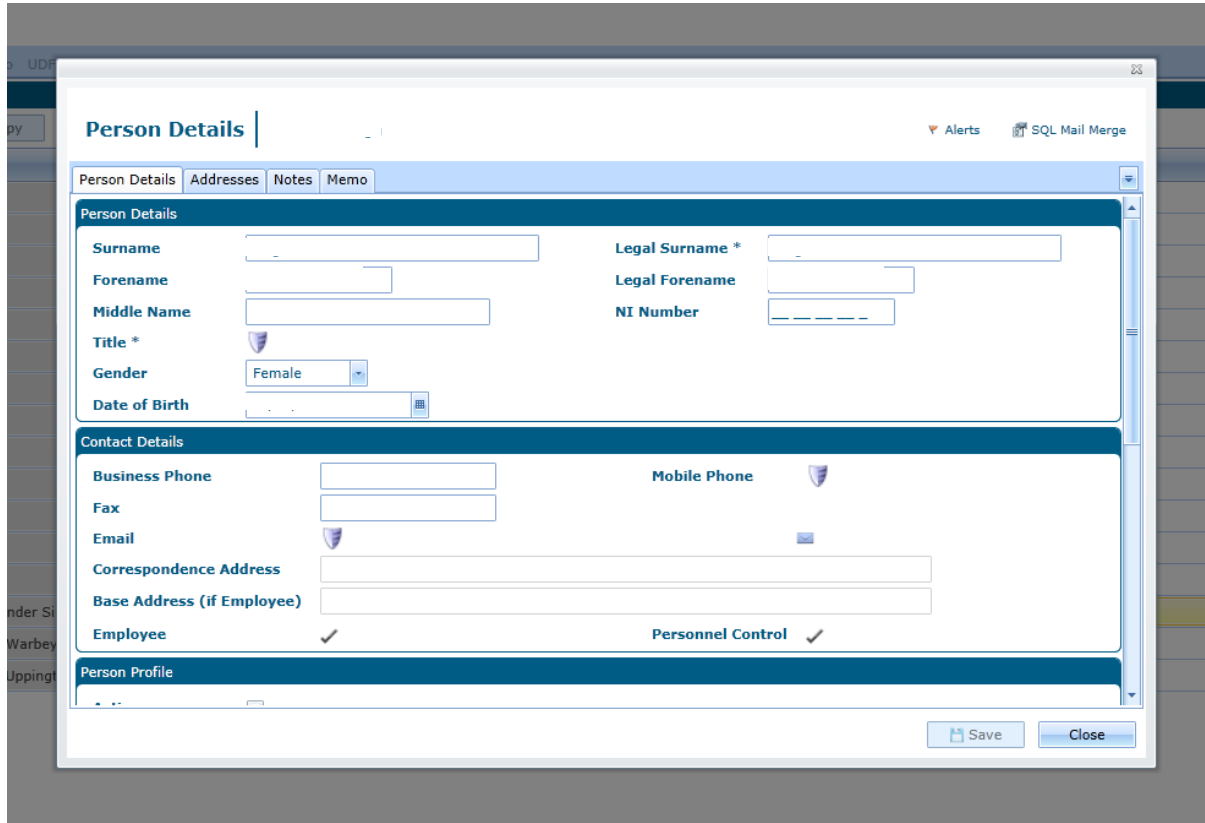 UDF
py
Person Details
Alerts SQL Mail Merge
Person Details Addresses Notes Memo
Person Details
Surname Legal Surname *
Forename Legal Forename
Middle Name NI Number
Title *
Gender Female
Date of Birth
Contact Details
Business Phone Mobile Phone
Fax
Email
Correspondence Address
Base Address (if Employee)
Employee Personnel Control
nder Si
Warbey
Uppingt
Person Profile
Save Close